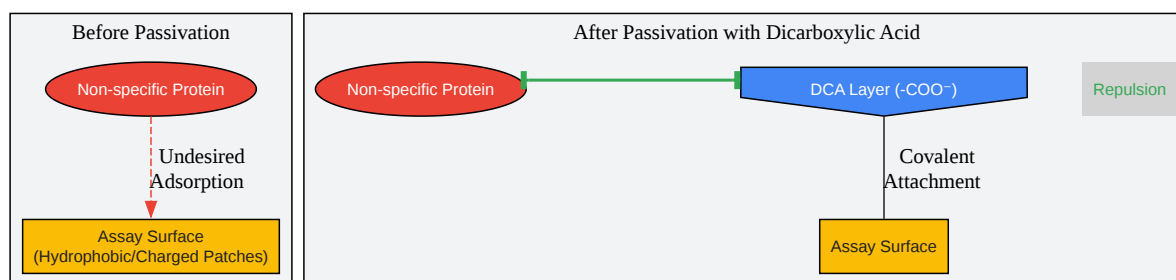 Before Passivation
Non-specific Protein
Undesired
Adsorption
Assay Surface
(Hydrophobic/Charged Patches)
After Passivation with Dicarboxylic Acid
Non-specific Protein
DCA Layer (-COO⁻)
Repulsion
Covalent
Attachment
Assay Surface